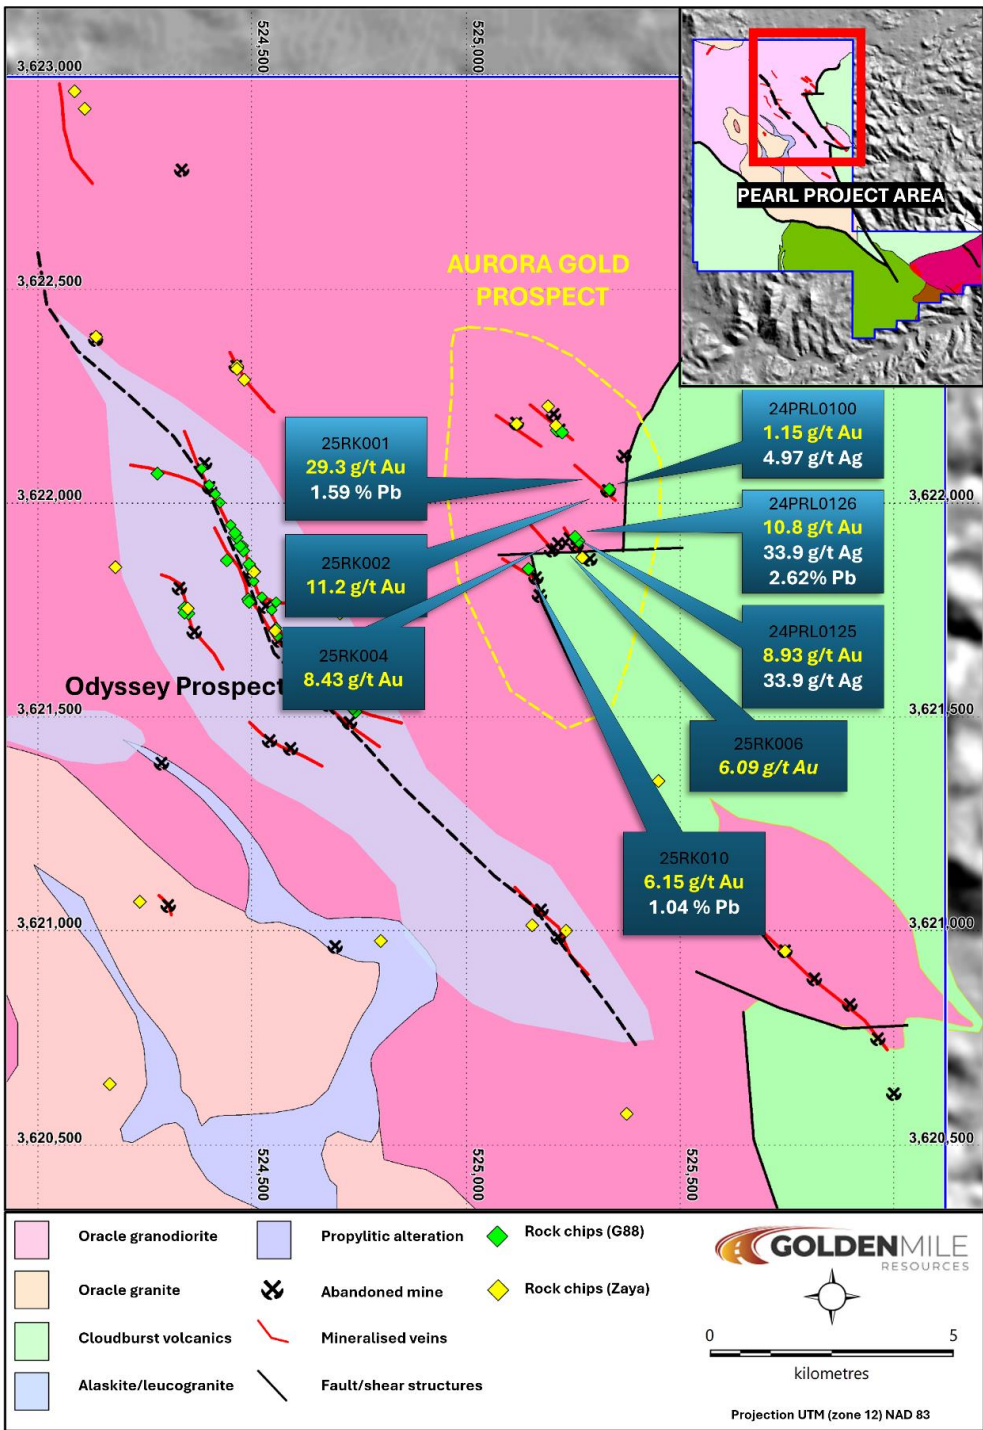 524,500
525,000
3,623,000
PEARL PROJECT AREA
AURORA GOLD
PROSPECT
3,622,500
25RK001
29.3 g/t Au
1.59 % Pb
24PRL0100
1.15 g/t Au
4.97 g/t Ag
3,622,000
3,622,000
24PRL0126
10.8 g/t Au
33.9 g/t Ag
2.62% Pb
25RK002
11.2 g/t Au
25RK004
8.43 g/t Au
24PRL0125
8.93 g/t Au
33.9 g/t Ag
Odyssey Prospect
3,621,500
3,621,500
25RK006
6.09 g/t Au
25RK010
6.15 g/t Au
1.04 % Pb
3,621,000
3,621,000
3,620,500
3,620,500
524,500
525,000
525,500
Oracle granodiorite
Propylitic alteration
Rock chips (G88)
Oracle granite
Abandoned mine
Rock chips (Zaya)
Cloudburst volcanics
Mineralised veins
Alaskite/leucogranite
Fault/shear structures
GOLDENMILE
RESOURCES
0 5
kilometres
Projection UTM (zone 12) NAD 83